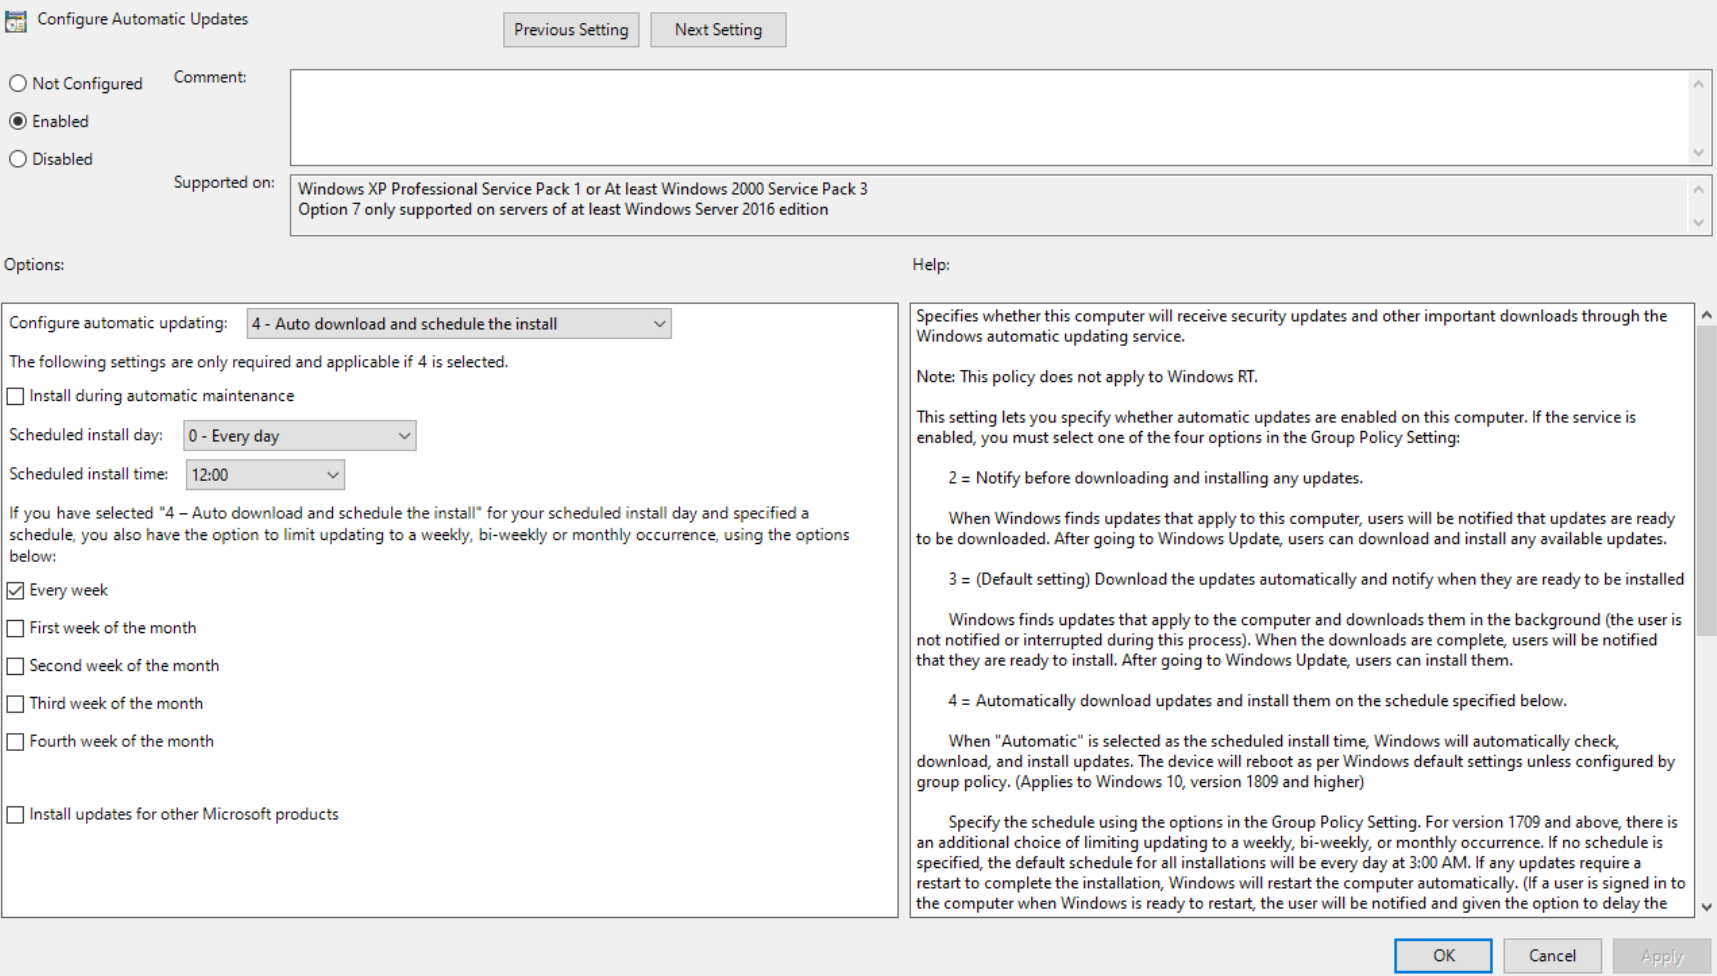 Configure Automatic Updates
Previous Setting
Next Setting
Not Configured
Enabled
Disabled
Comment:
Supported on:
Windows XP Professional Service Pack 1 or At least Windows 2000 Service Pack 3
Option 7 only supported on servers of at least Windows Server 2016 edition
Options:
Help:
Configure automatic updating:
4 - Auto download and schedule the install
The following settings are only required and applicable if 4 is selected.
Install during automatic maintenance
Scheduled install day:
0 - Every day
Scheduled install time:
12:00
If you have selected "4 – Auto download and schedule the install" for your scheduled install day and specified a
schedule, you also have the option to limit updating to a weekly, bi-weekly or monthly occurrence, using the options
below:
Every week
First week of the month
Second week of the month
Third week of the month
Fourth week of the month
Install updates for other Microsoft products
Specifies whether this computer will receive security updates and other important downloads through the
Windows automatic updating service.
Note: This policy does not apply to Windows RT.
This setting lets you specify whether automatic updates are enabled on this computer. If the service is
enabled, you must select one of the four options in the Group Policy Setting:
2 = Notify before downloading and installing any updates.
When Windows finds updates that apply to this computer, users will be notified that updates are ready
to be downloaded. After going to Windows Update, users can download and install any available updates.
3 = (Default setting) Download the updates automatically and notify when they are ready to be installed
Windows finds updates that apply to the computer and downloads them in the background (the user is
not notified or interrupted during this process). When the downloads are complete, users will be notified
that they are ready to install. After going to Windows Update, users can install them.
4 = Automatically download updates and install them on the schedule specified below.
When "Automatic" is selected as the scheduled install time, Windows will automatically check,
download, and install updates. The device will reboot as per Windows default settings unless configured by
group policy. (Applies to Windows 10, version 1809 and higher)
Specify the schedule using the options in the Group Policy Setting. For version 1709 and above, there is
an additional choice of limiting updating to a weekly, bi-weekly, or monthly occurrence. If no schedule is
specified, the default schedule for all installations will be every day at 3:00 AM. If any updates require a
restart to complete the installation, Windows will restart the computer automatically. (If a user is signed in to
the computer when Windows is ready to restart, the user will be notified and given the option to delay the
OK
Cancel
Apply